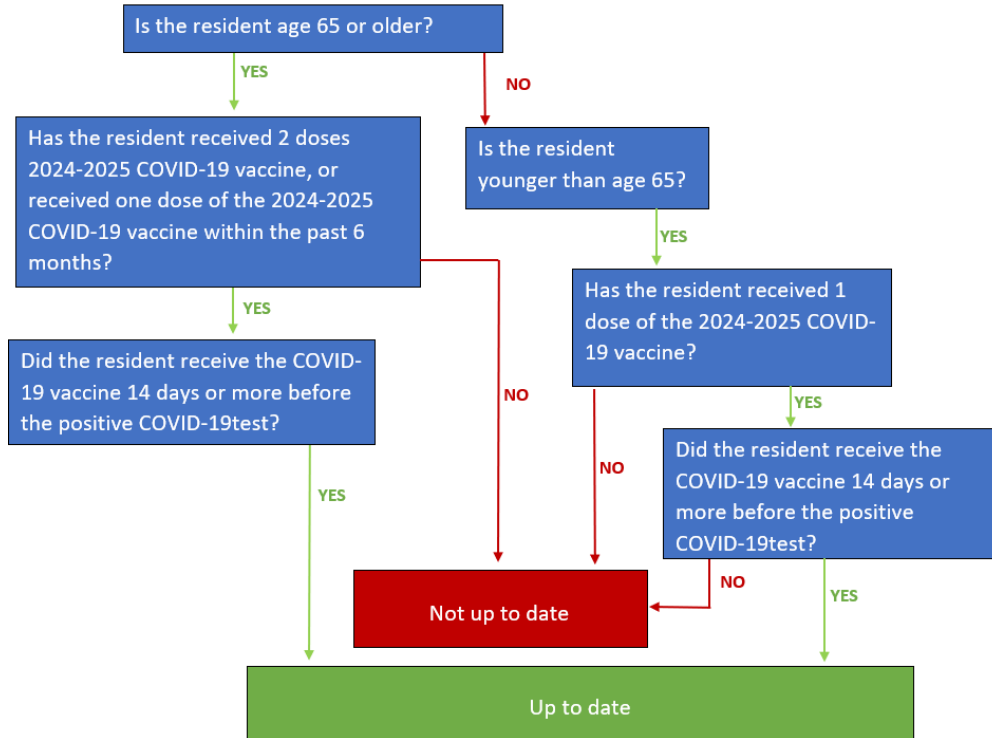 Is the resident age 65 or older?
YES
NO
Has the resident received 2 doses
2024-2025 COVID-19 vaccine, or
received one dose of the 2024-2025
COVID-19 vaccine within the past 6
months?
Is the resident
younger than age 65?
YES
YES
NO
Has the resident received 1
dose of the 2024-2025 COVID-
19 vaccine?
Did the resident receive the COVID-
19 vaccine 14 days or more before
the positive COVID-19test?
YES
NO
YES
Did the resident receive the
COVID-19 vaccine 14 days or
more before the positive
COVID-19test?
NO
YES
Not up to date
Up to date